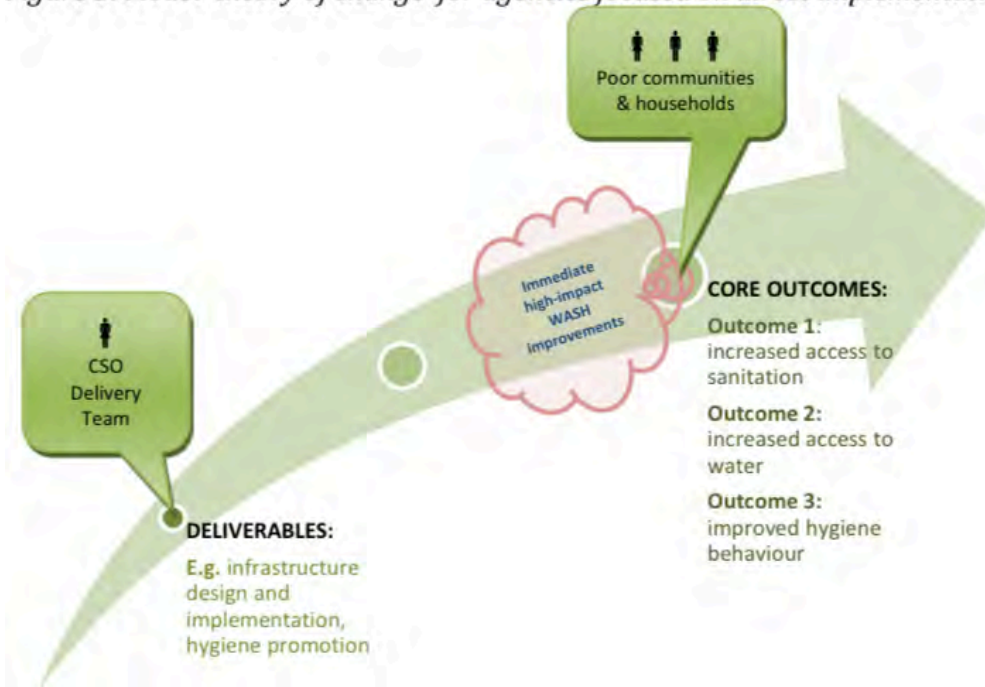 Poor communities
& households
Immediate
high-impact
WASH
improvements
CORE OUTCOMES:
Outcome 1:
increased access to
sanitation
Outcome 2:
increased access to
water
Outcome 3:
improved hygiene
behaviour
CSO
Delivery
Team
DELIVERABLES:
E.g. infrastructure
design and
implementation,
hygiene promotion